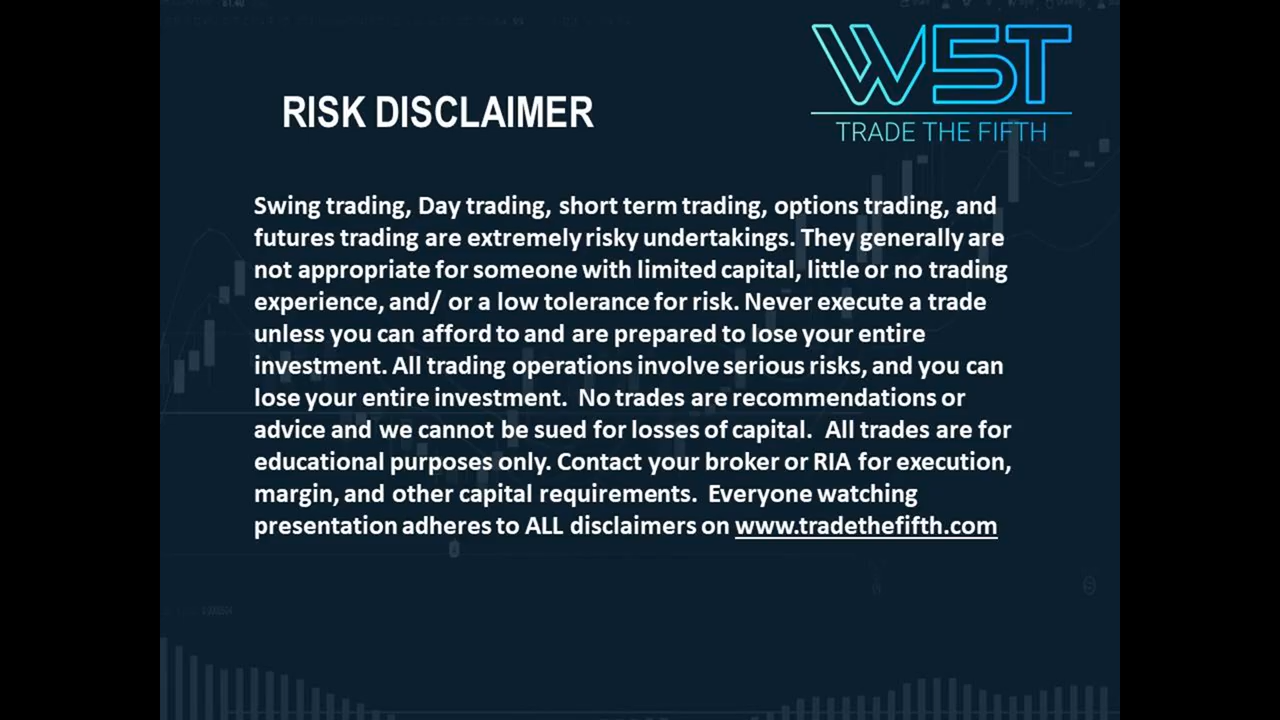 W5T
TRADE THE FIFTH
RISK DISCLAIMER
Swing trading, Day trading, short term trading, options trading, and
futures trading are extremely risky undertakings. They generally are
not appropriate for someone with limited capital, little or no trading
experience, and/ or a low tolerance for risk. Never execute a trade
unless you can afford to and are prepared to lose your entire
investment. All trading operations involve serious risks, and you can
lose your entire investment.  No trades are recommendations or
advice and we cannot be sued for losses of capital.  All trades are for
educational purposes only. Contact your broker or RIA for execution,
margin, and other capital requirements.  Everyone watching
presentation adheres to ALL disclaimers on www.tradethefifth.com